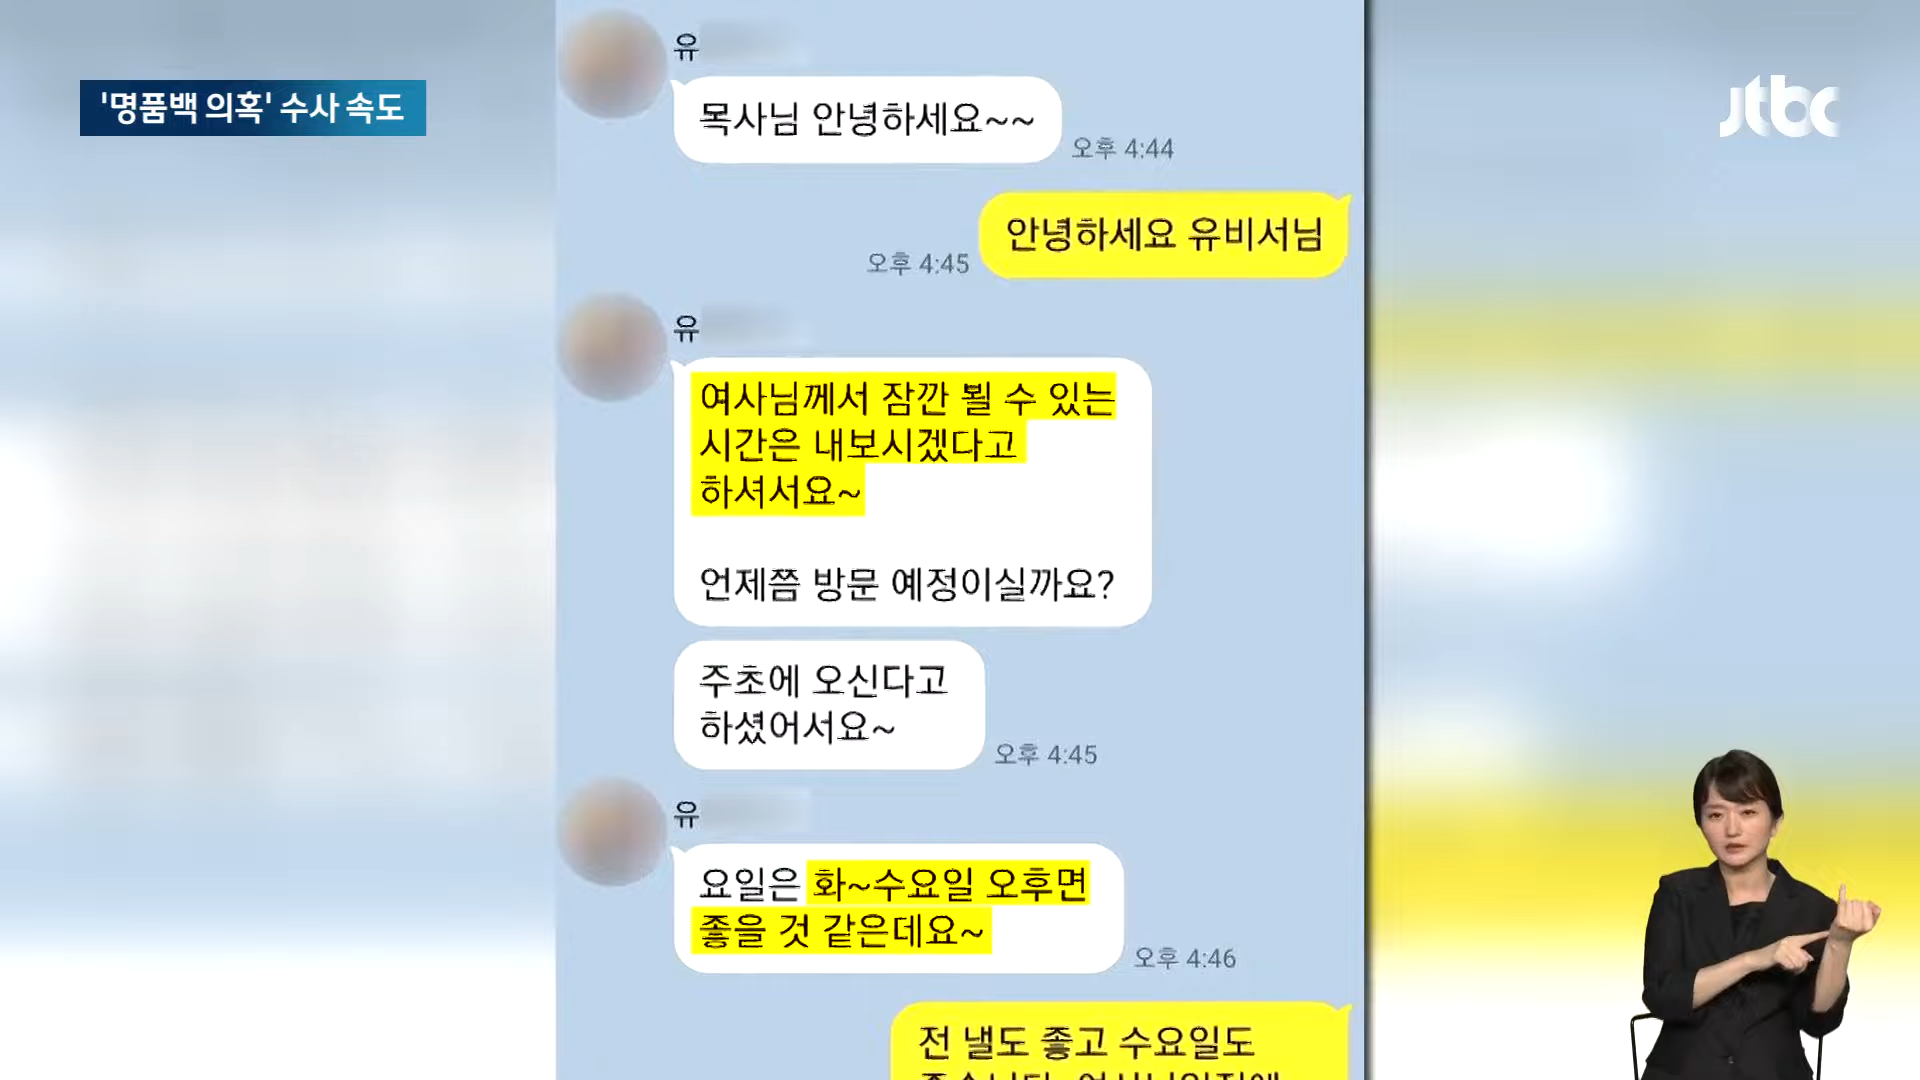 '명품백 의혹' 수사 속도
jtbc
유
목사님 안녕하세요~~
오후 4:44
안녕하세요 유비서님
오후 4:45
유
여사님께서 잠깐 뵐 수 있는
시간은 내보시겠다고
하셔서요~
언제쯤 방문 예정이실까요?
주초에 오신다고
하셨어서요~
오후 4:45
유
요일은 화~수요일 오후면
좋을 것 같은데요~
오후 4:46
전 낼도 좋고 수요일도